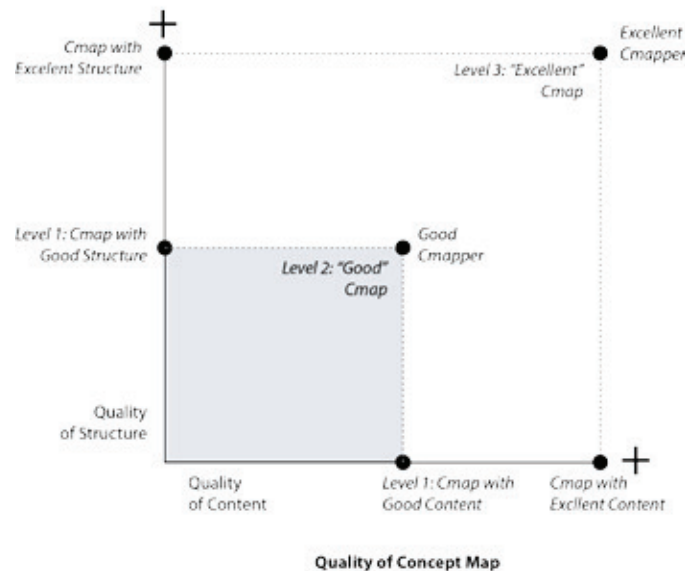 +
Cmap with
Excelent Structure
Excellent
Cmapper
Level 3: "Excellent"
Cmap
Level 1: Cmap with
Good Structure
Good
Cmapper
Level 2: "Good"
Cmap
Quality
of Structure
+
Quality
of Content
Level 1: Cmap with
Good Content
Cmap with
Excllent Content
Quality of Concept Map